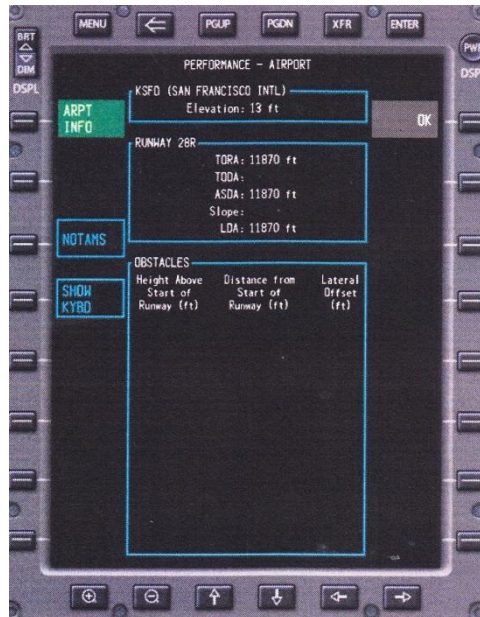 MENU
PGUP
PGDN
XFR
ENTER
BRT
DIM
DSPL
PERFORMANCE - AIRPORT
KSFO (SAN FRANCISCO INTL)
Elevation: 13 ft
ARPT
INFO
OK
RUNWAY 28R
TORA: 11870 ft
TODA:
ASDA: 11870 ft
Slope:
LDA: 11870 ft
NOTAMS
OBSTACLES
Height Above
Start of
Runway (ft)
Distance from
Start of
Runway (ft)
Lateral
Offset
(ft)
SHOW
KYBD